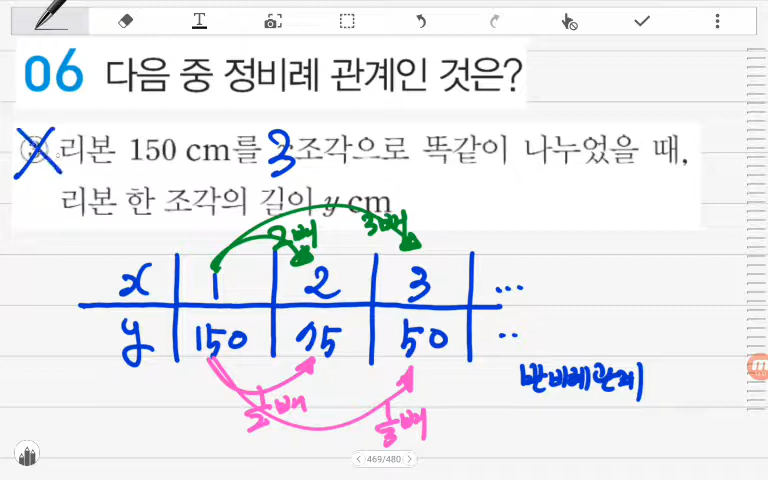 T
06 다음 중 정비례 관계인 것은?
③ 리본 150 cm를 3조각으로 똑같이 나누었을 때,
리본 한 조각의 길이 y cm
2배 3배
x 1 2 3 ...
y 150 75 50 ..
반비례관계
1/2배 1/3배
469/480